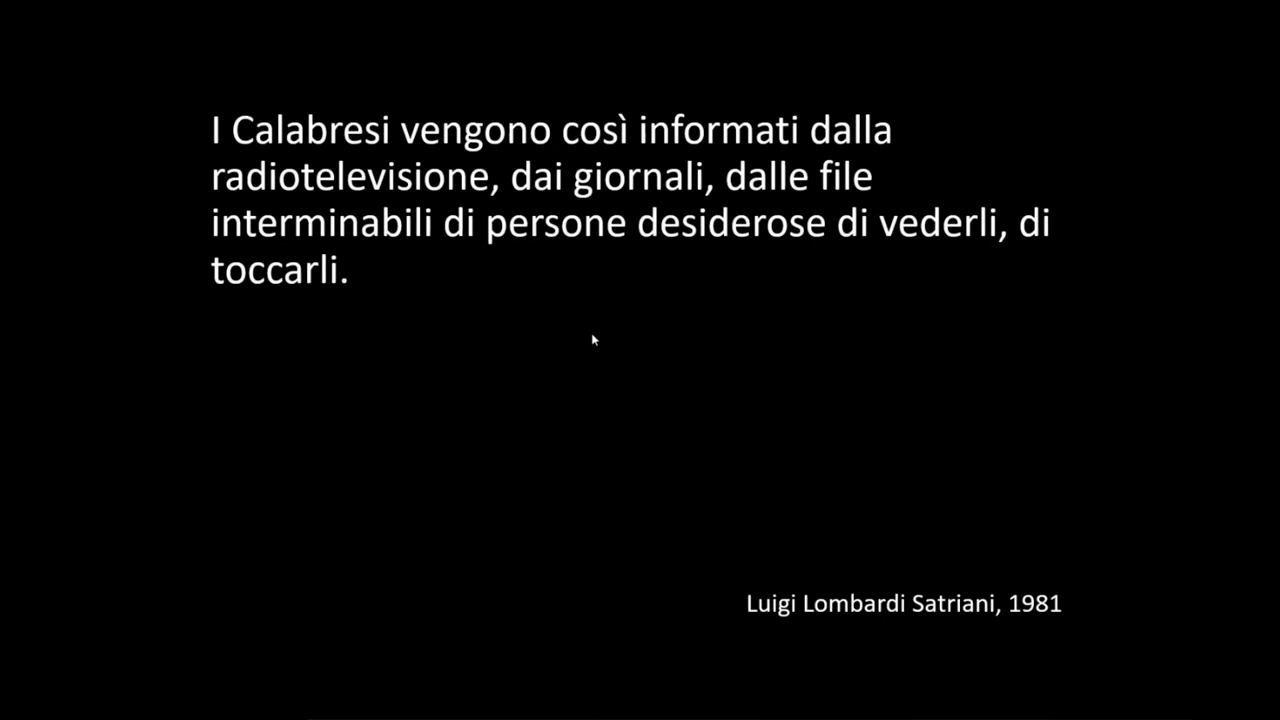 I Calabresi vengono così informati dalla
radiotelevisione, dai giornali, dalle file
interminabili di persone desiderose di vederli, di
toccarli.
Luigi Lombardi Satriani, 1981